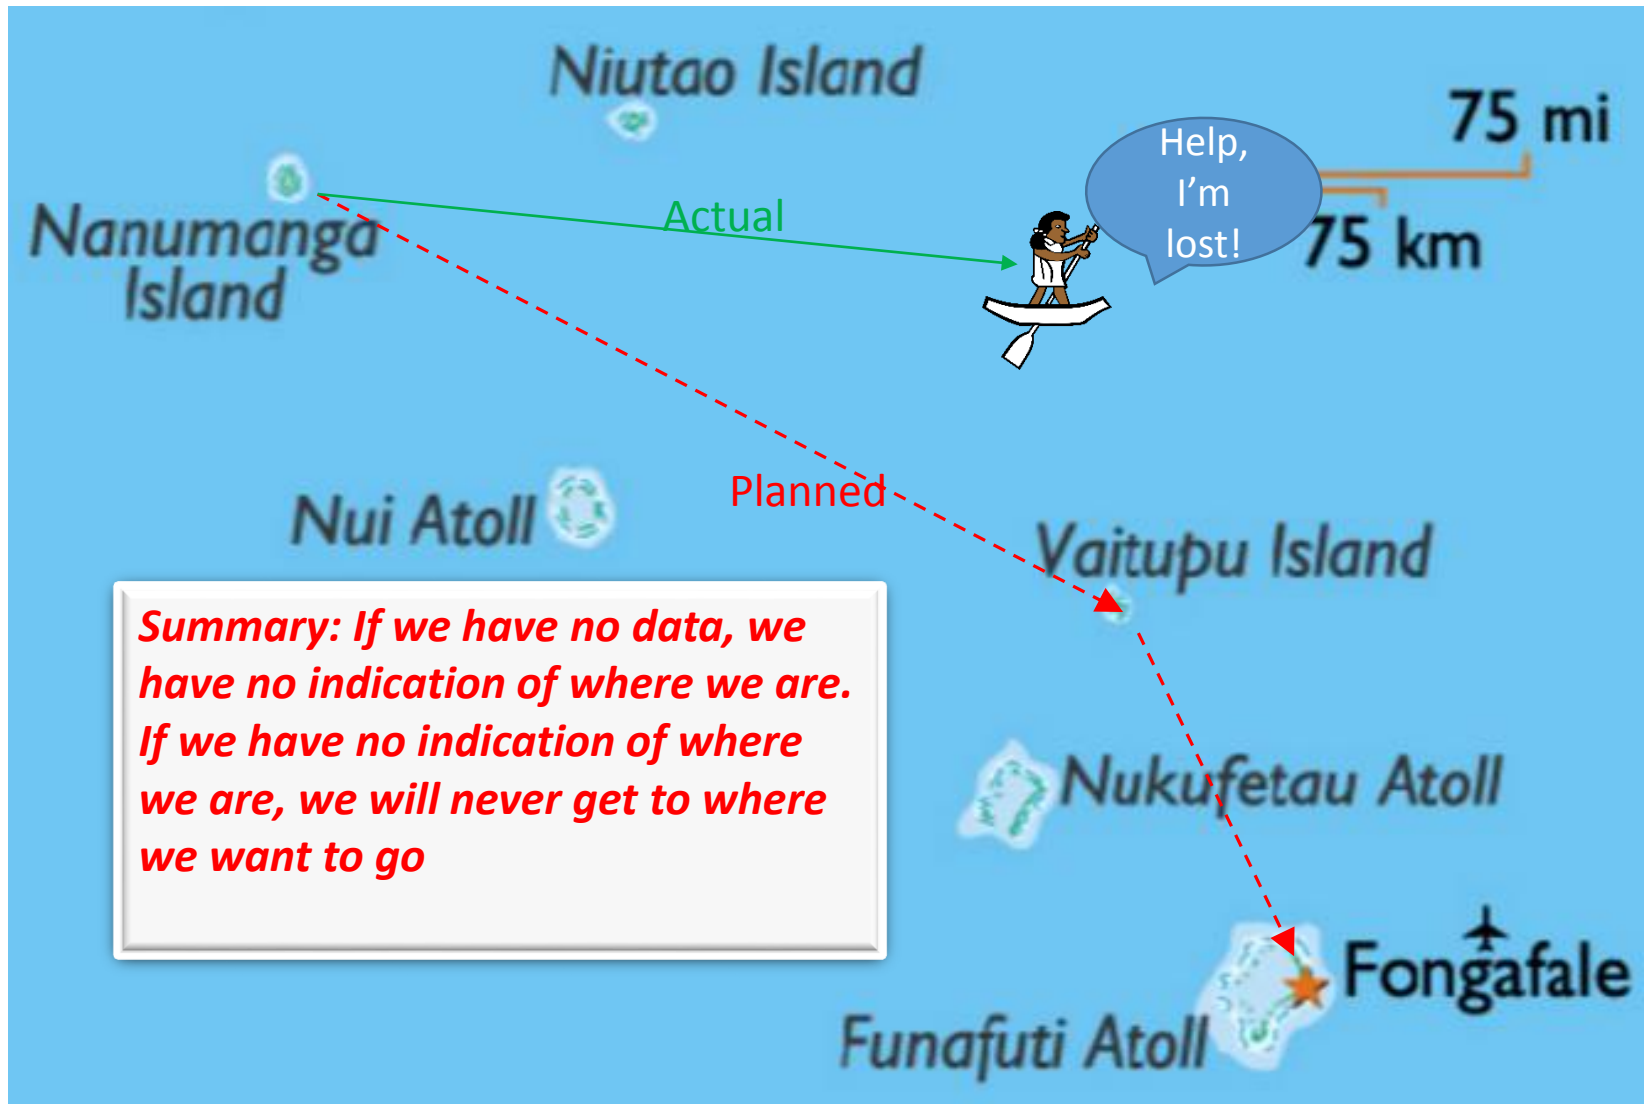 Niutao Island
75 mi
Help,
I'm
lost!
Nanumanga
Island
Actual
75 km
Planned
Nui Atoll
Vaitupu Island
Summary: If we have no data, we
have no indication of where we are.
If we have no indication of where
we are, we will never get to where
we want to go
Nukufetau Atoll
Fongafale
Funafuti Atoll